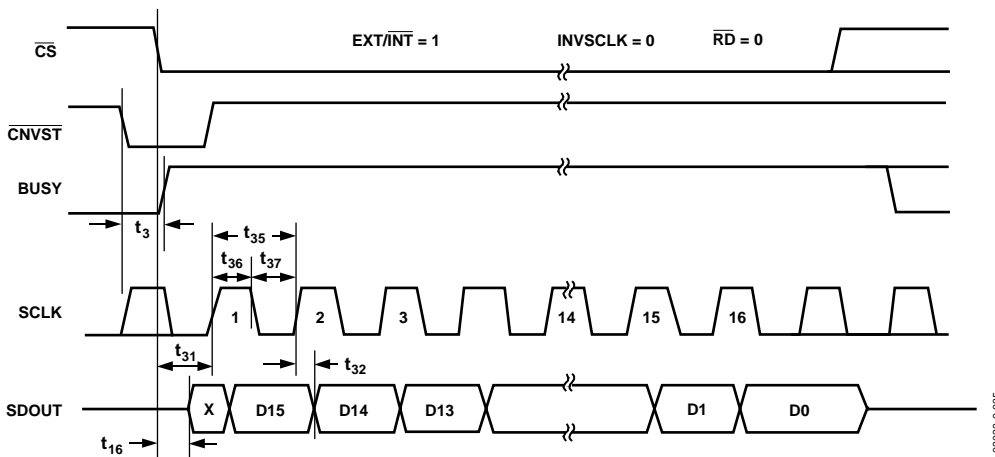 EXT/INT = 1 INVSCLK = 0 RD = 0
CS
CNVST
BUSY
t3
t35
t36 t37
SCLK 1 2 3 14 15 16
t31
t32
SDOUT X D15 D14 D13 D1 D0
t16